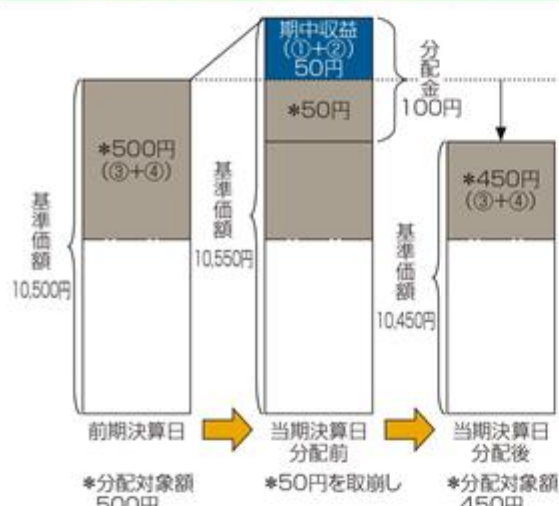 期中収益
(①+②)
50円
*50円
分配金
100円
*500円
(③+④)
基準価額
10,500円
基準価額
10,550円
*450円
(③+④)
基準価額
10,450円
前期決算日
当期決算日
分配前
当期決算日
分配後
*分配対象額
500円
*50円を取崩し
*分配対象額
450円